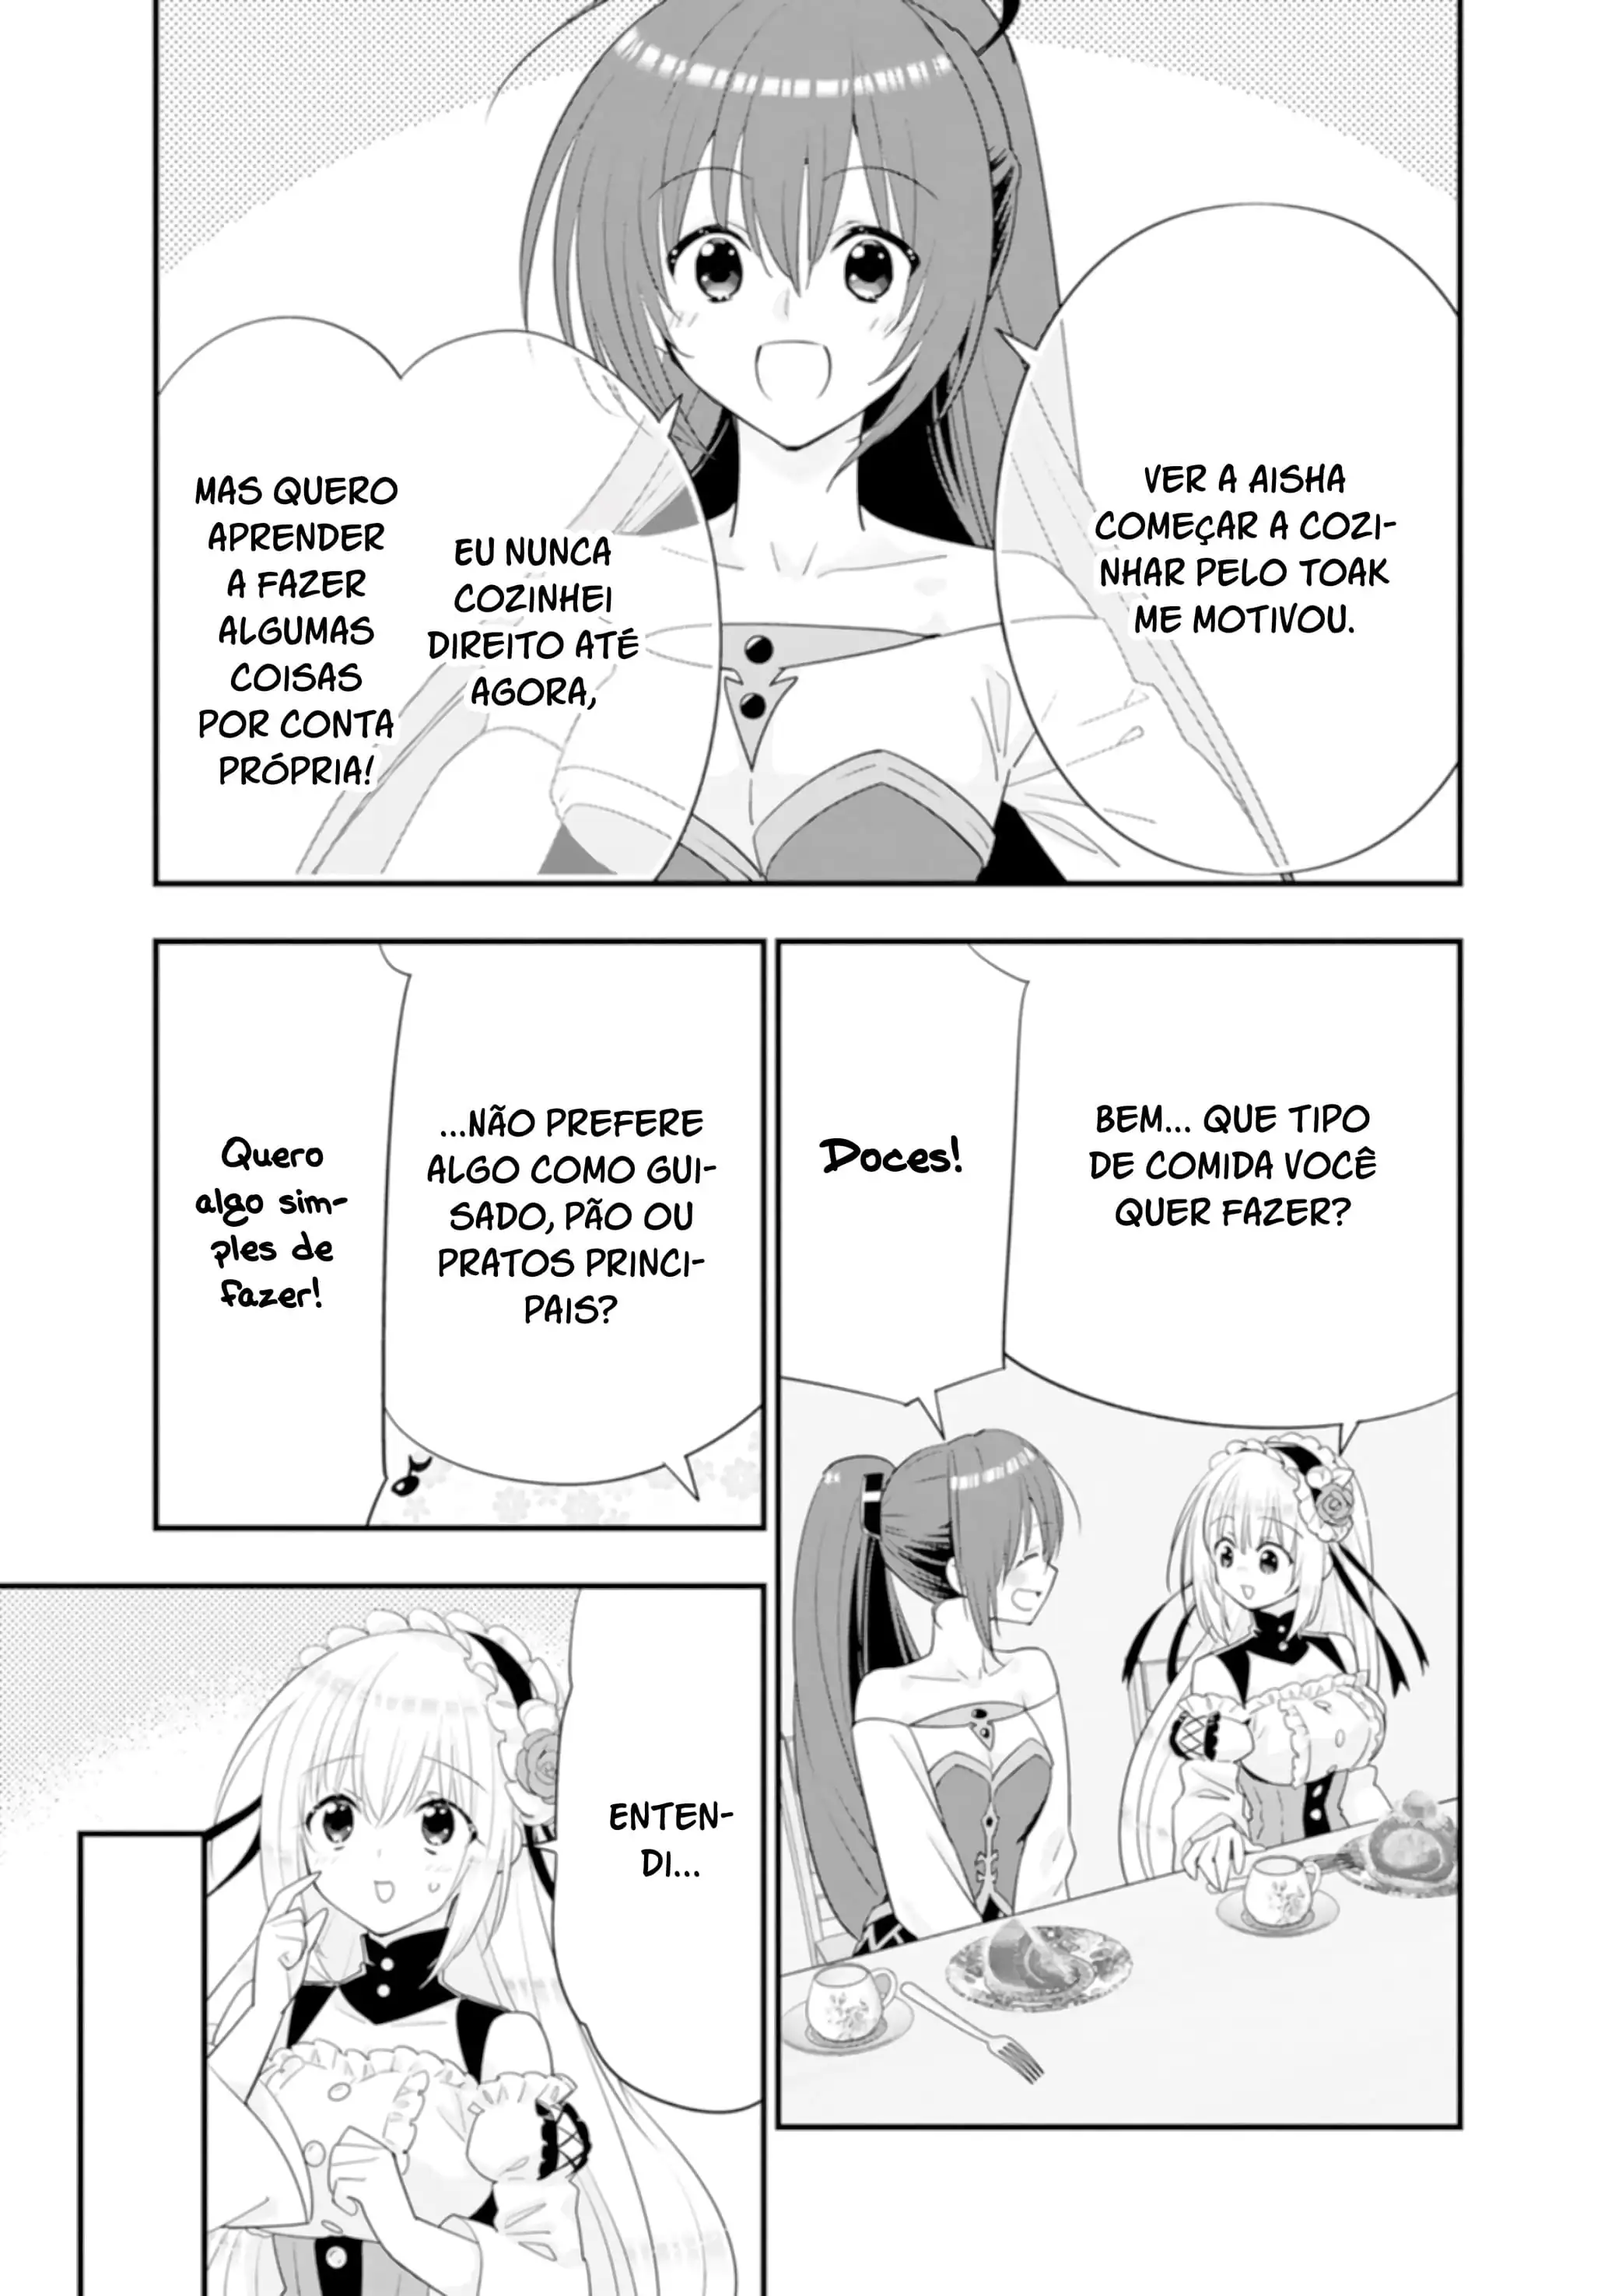 VER A AISHA
COMEÇAR A COZI-
NHAR PELO TOAK
ME MOTIVOU.
EU NUNCA
COZINHEI
DIREITO ATÉ
AGORA,
MAS QUERO
APRENDER
A FAZER
ALGUMAS
COISAS
POR CONTA
PRÓPRIA!
BEM... QUE TIPO
DE COMIDA VOCÊ
QUER FAZER?
Doces!
...NÃO PREFERE
ALGO COMO GUI-
SADO, PÃO OU
PRATOS PRINCI-
PAIS?
Quero
algo sim-
ples de
fazer!
ENTEN-
DI...